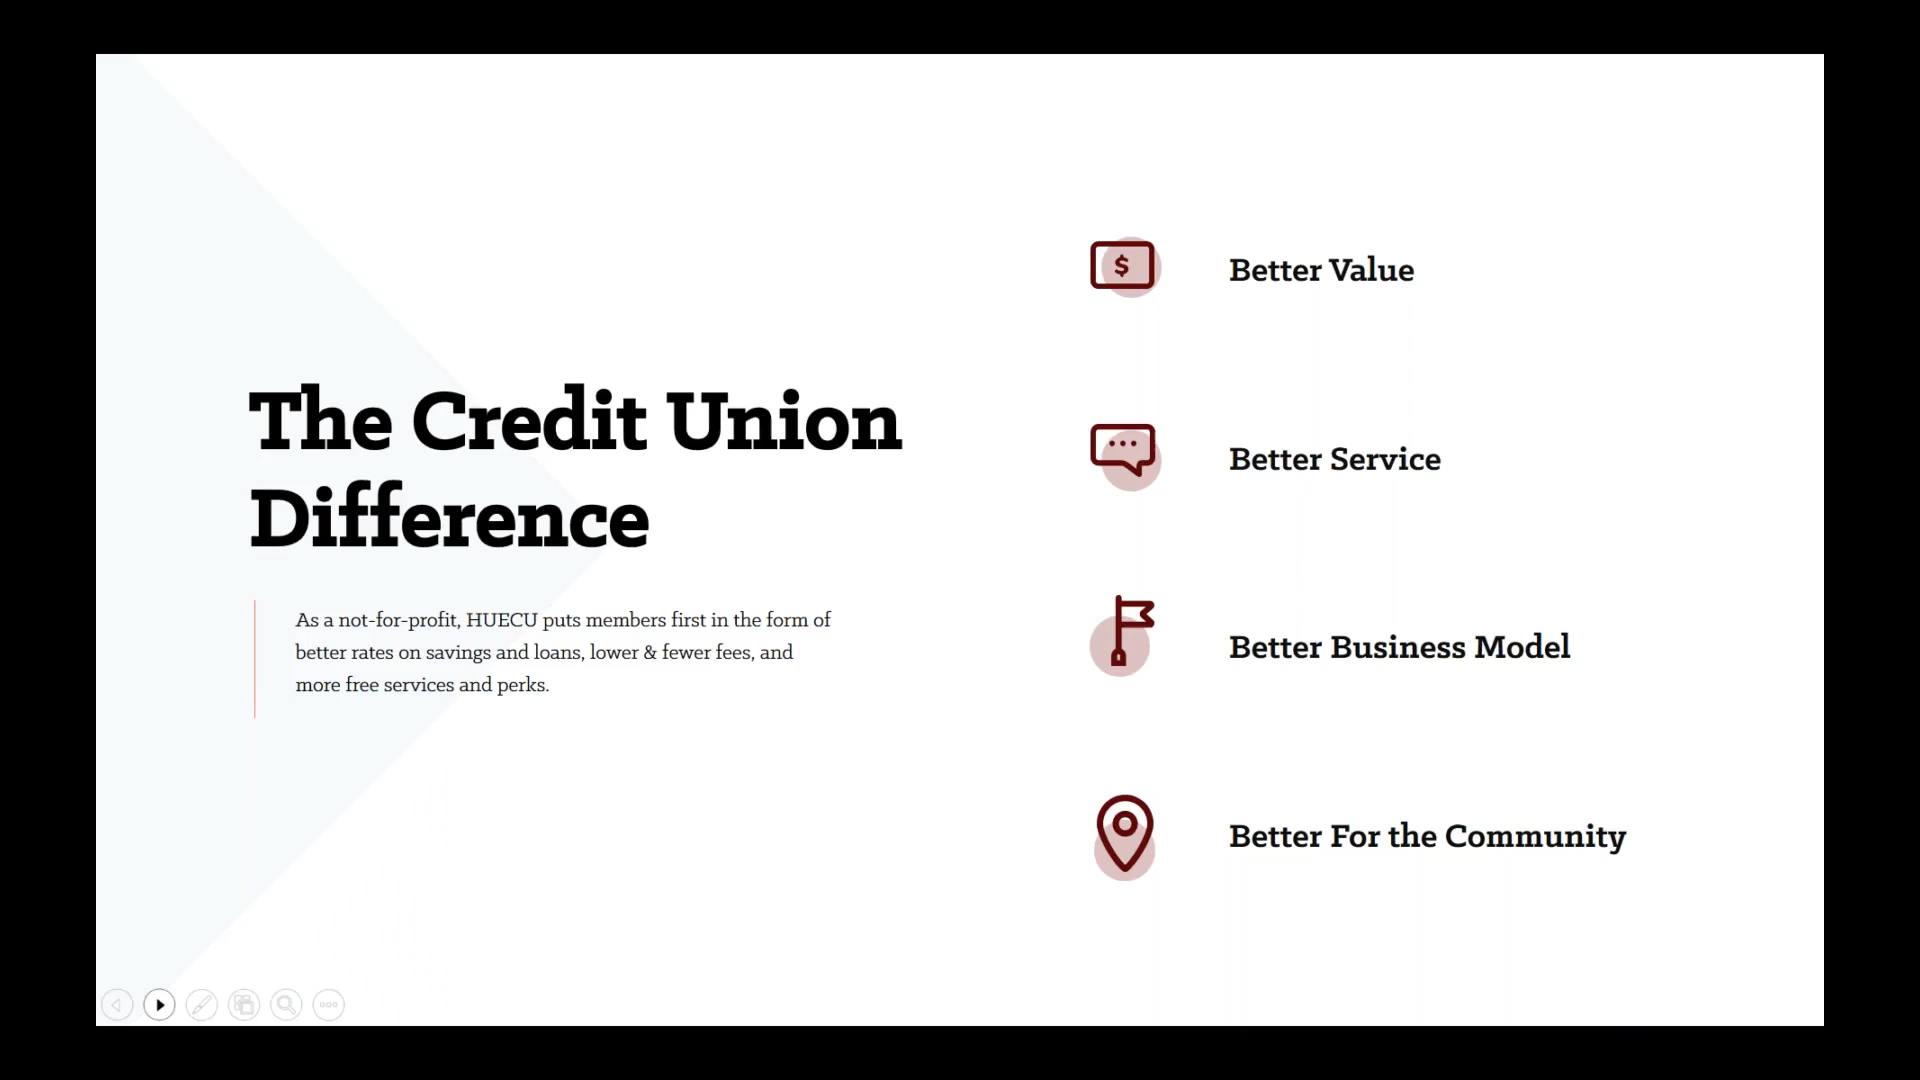 The Credit Union
Difference
As a not-for-profit, HUECU puts members first in the form of
better rates on savings and loans, lower & fewer fees, and
more free services and perks.
$
Better Value
Better Service
Better Business Model
Better For the Community